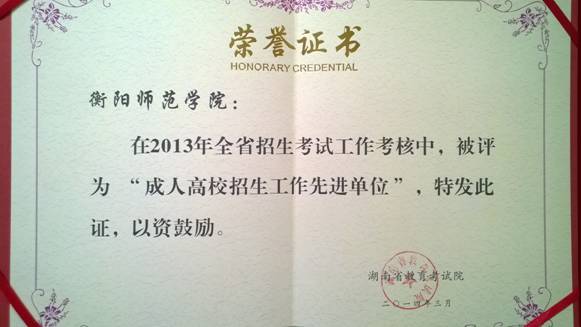 荣誉证书
HONORARY CREDENTIAL
衡阳师范学院：
在2013年全省招生考试工作考核中，被评
为“成人高校招生工作先进单位”，特发此
证，以资鼓励。
湖南省教育考试院
二〇一四年三月